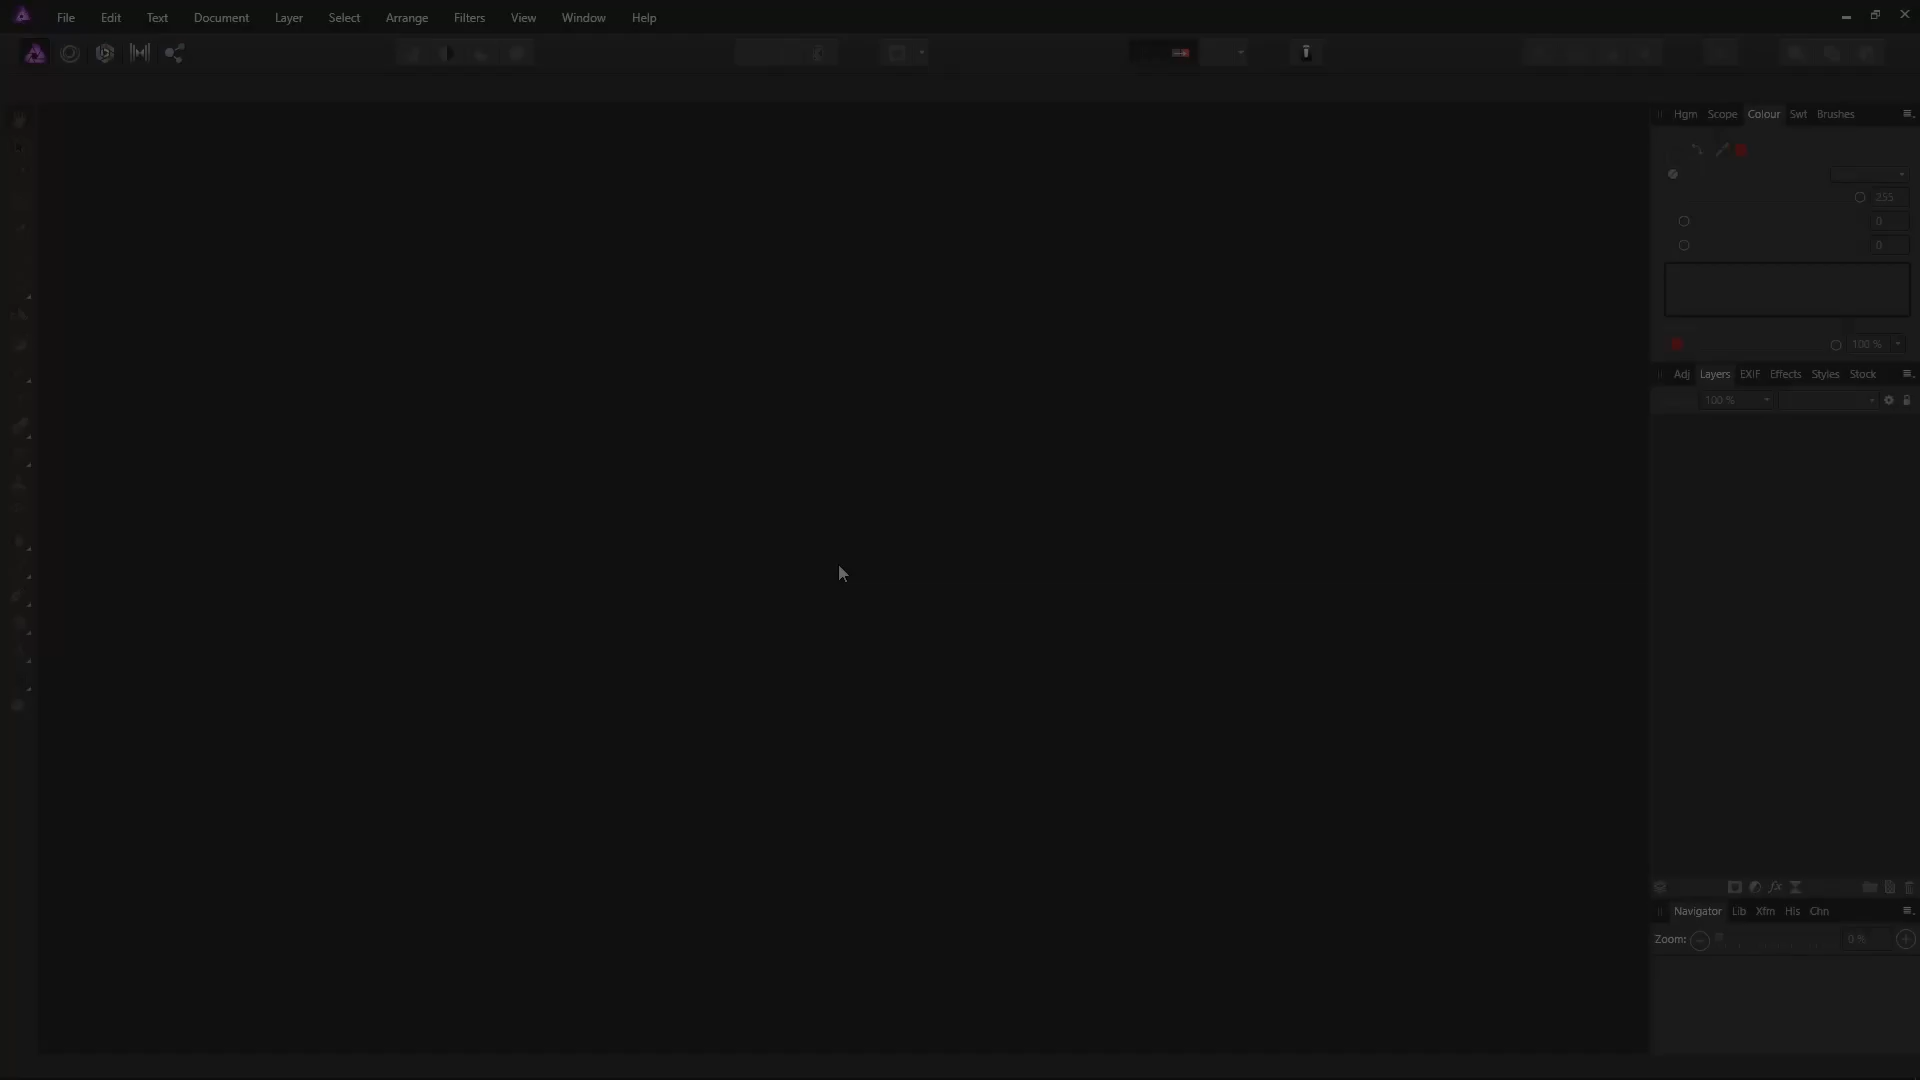 File Edit Text Document Layer Select Arrange Filters View Window Help
Hgm Scope Colour Swt Brushes
255
0
0
100 %
Adj Layers EXIF Effects Styles Stock
100 %
fx
Navigator Lib Xfm His Chn
Zoom: 0 %